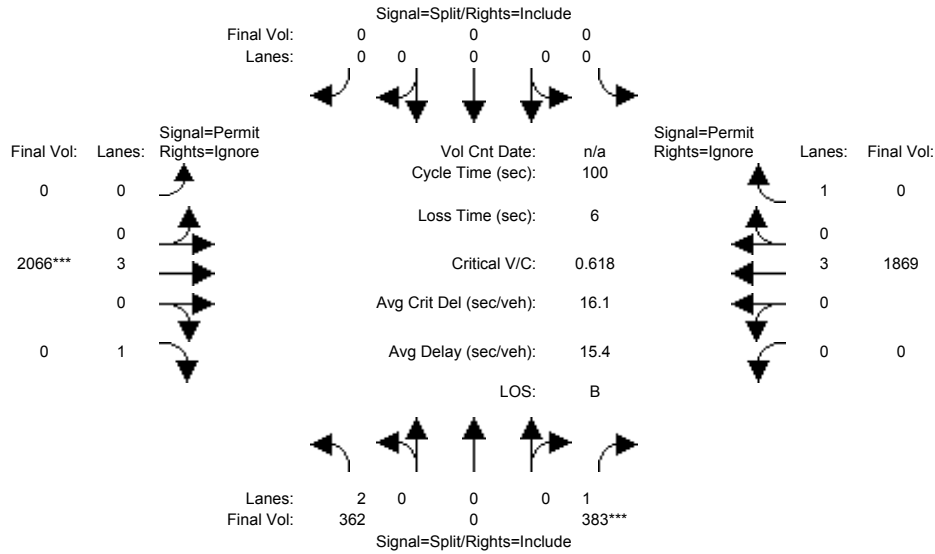 Signal=Split/Rights=Include
Final Vol: 0 0 0
Lanes: 0 0 0 0 0
Signal=Permit Signal=Permit
Final Vol: Lanes: Rights=Ignore Vol Cnt Date: n/a Rights=Ignore Lanes: Final Vol:
Cycle Time (sec): 100
0 0 1 0
Loss Time (sec): 6
0 0
2066*** 3 Critical V/C: 0.618 3 1869
0 Avg Crit Del (sec/veh): 16.1 0
0 1 Avg Delay (sec/veh): 15.4 0 0
LOS: B
Lanes: 2 0 0 0 1
Final Vol: 362 0 383***
Signal=Split/Rights=Include